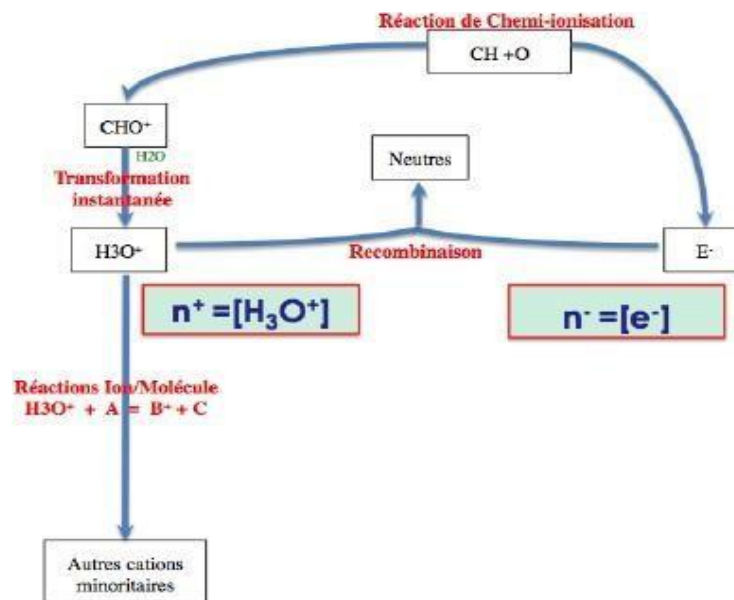 Réaction de Chemi-ionisation
CH +O
CHO⁺
H2O
Neutres
Transformation
instantanée
H3O⁺
Recombinaison
E⁻
n⁺ =[H₃O⁺]
n⁻ =[e⁻]
Réactions Ion/Molécule
H3O⁺ + A = B⁺ + C
Autres cations
minoritaires